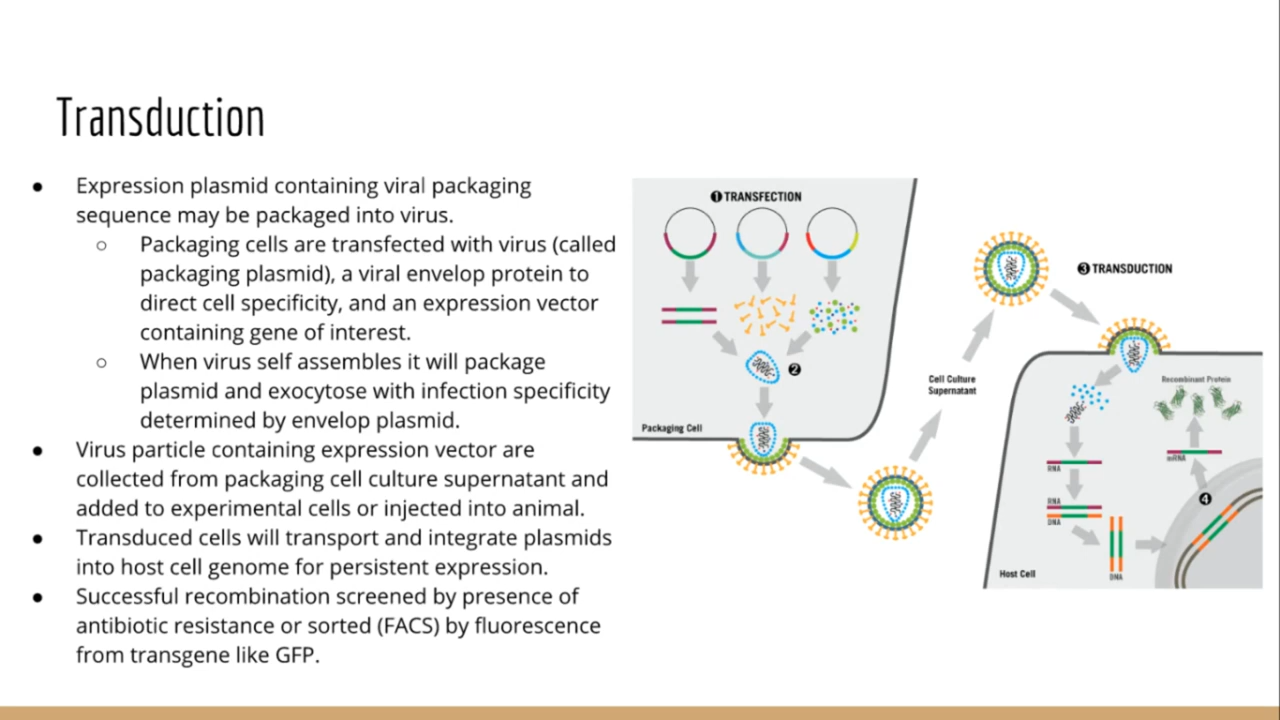 Transduction
● Expression plasmid containing viral packaging
sequence may be packaged into virus.
○ Packaging cells are transfected with virus (called
packaging plasmid), a viral envelop protein to
direct cell specificity, and an expression vector
containing gene of interest.
○ When virus self assembles it will package
plasmid and exocytose with infection specificity
determined by envelop plasmid.
● Virus particle containing expression vector are
collected from packaging cell culture supernatant and
added to experimental cells or injected into animal.
● Transduced cells will transport and integrate plasmids
into host cell genome for persistent expression.
● Successful recombination screened by presence of
antibiotic resistance or sorted (FACS) by fluorescence
from transgene like GFP.
1 TRANSFECTION
2
Packaging Cell
Cell Culture
Supernatant
3 TRANSDUCTION
Recombinant Protein
mRNA
RNA
4
RNA
DNA
DNA
Host Cell